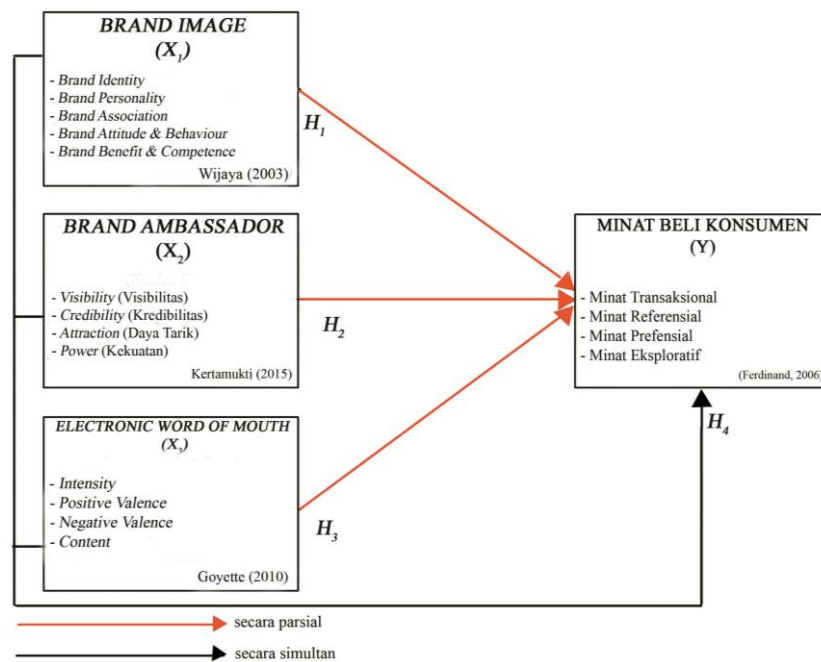 BRAND IMAGE
(X1)
- Brand Identity
- Brand Personality
- Brand Association
- Brand Attitude & Behaviour
- Brand Benefit & Competence
Wijaya (2003)
H1
BRAND AMBASSADOR
(X2)
- Visibility (Visibilitas)
- Credibility (Kredibilitas)
- Attraction (Daya Tarik)
- Power (Kekuatan)
Kertamukti (2015)
H2
ELECTRONIC WORD OF MOUTH
(X3)
- Intensity
- Positive Valence
- Negative Valence
- Content
Goyette (2010)
H3
MINAT BELI KONSUMEN
(Y)
- Minat Transaksional
- Minat Referensial
- Minat Prefensial
- Minat Eksploratif
(Ferdinand, 2006)
H4
secara parsial
secara simultan